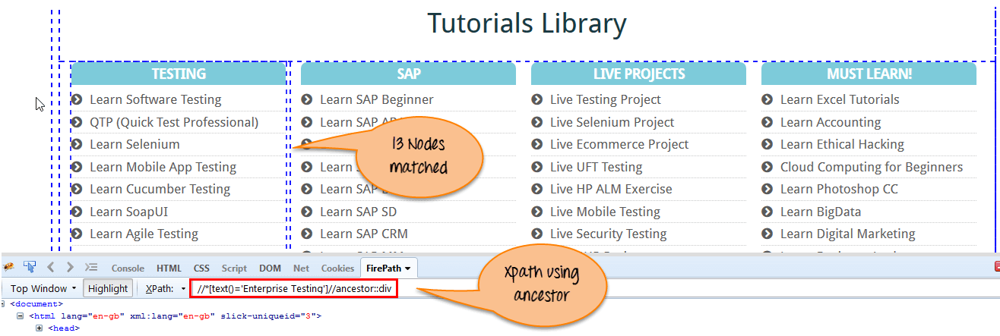 Tutorials Library
TESTING
Learn Software Testing
QTP (Quick Test Professional)
Learn Selenium
Learn Mobile App Testing
Learn Cucumber Testing
Learn SoapUI
Learn Agile Testing
SAP
Learn SAP Beginner
Learn SAP
Learn
Learn SAP
Learn SAP SD
Learn SAP CRM
LIVE PROJECTS
Live Testing Project
Live Selenium Project
Live Ecommerce Project
Live UFT Testing
Live HP ALM Exercise
Live Mobile Testing
Live Security Testing
MUST LEARN!
Learn Excel Tutorials
Learn Accounting
Learn Ethical Hacking
Cloud Computing for Beginners
Learn Photoshop CC
Learn BigData
Learn Digital Marketing
13 Nodes
matched
Console HTML CSS Script DOM Net Cookies FirePath
Top Window Highlight XPath: //*[text()='Enterprise Testing']//ancestor::div
Xpath using
ancestor
<document>
<html lang="en-gb" xml:lang="en-gb" slick-uniqueid="3">
<head>